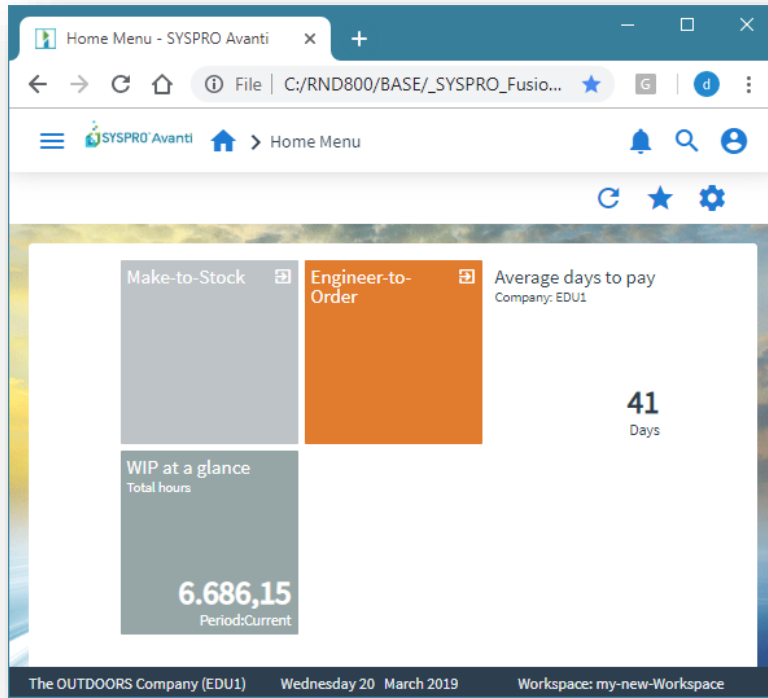 Home Menu - SYSPRO Avanti
File | C:/RND800/BASE/_SYSPRO_Fusio...
G
d
SYSPRO Avanti
Home Menu
Make-to-Stock
Engineer-to-
Order
Average days to pay
Company: EDU1
41
Days
WIP at a glance
Total hours
6.686,15
Period:Current
The OUTDOORS Company (EDU1) Wednesday 20 March 2019 Workspace: my-new-Workspace